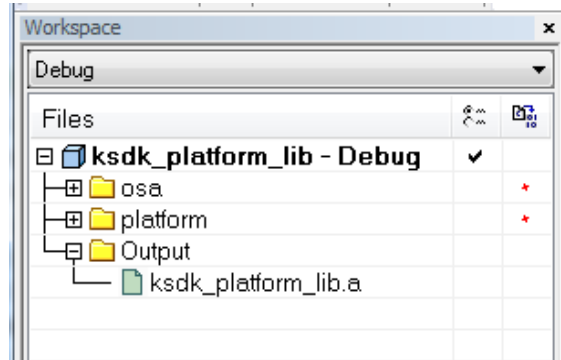 Workspace
x
Debug
Files
ksdk_platform_lib - Debug
osa
platform
Output
ksdk_platform_lib.a